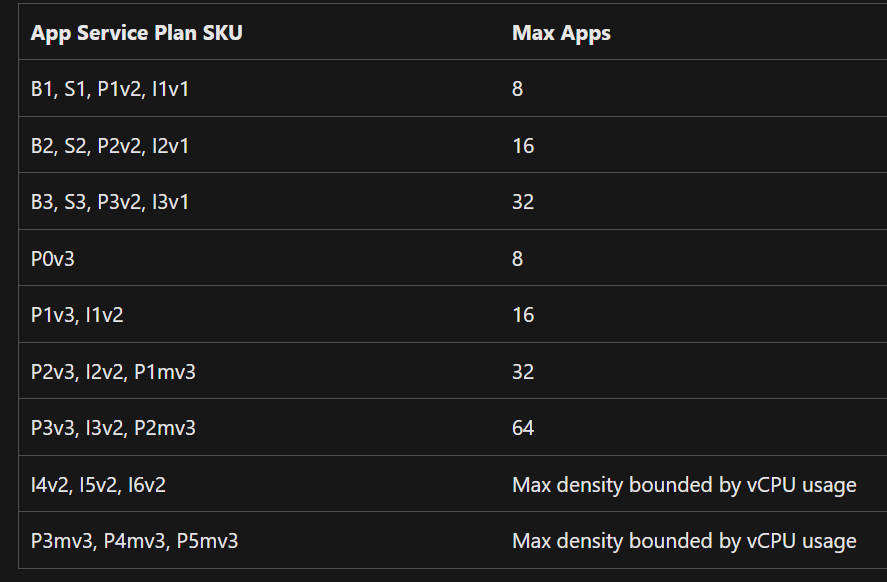 App Service Plan SKU Max Apps
B1, S1, P1v2, I1v1 8
B2, S2, P2v2, I2v1 16
B3, S3, P3v2, I3v1 32
P0v3 8
P1v3, I1v2 16
P2v3, I2v2, P1mv3 32
P3v3, I3v2, P2mv3 64
I4v2, I5v2, I6v2 Max density bounded by vCPU usage
P3mv3, P4mv3, P5mv3 Max density bounded by vCPU usage